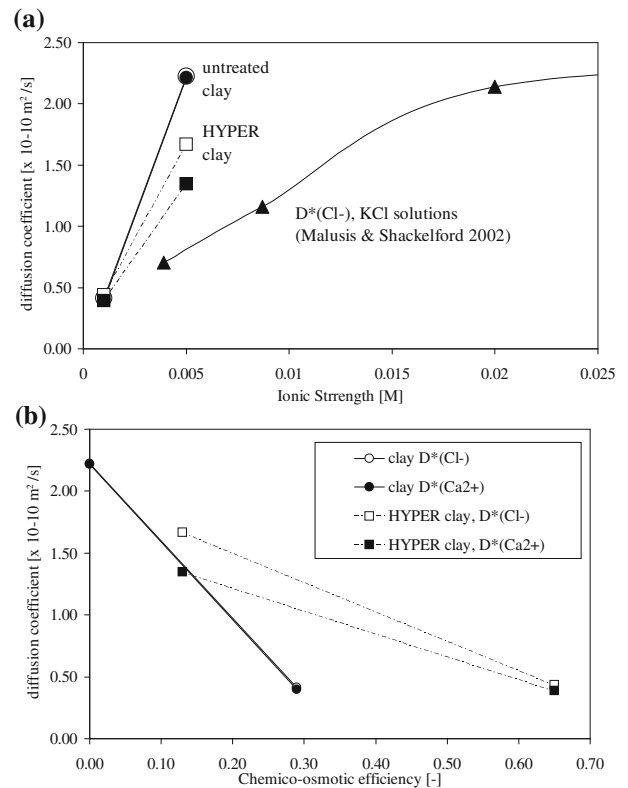 (a)
2.50
2.00
1.50
1.00
0.50
0.00
diffusion coefficient [x 10-10 m² /s]
untreated
clay
HYPER
clay
D*(Cl-), KCl solutions
(Malusis & Shackelford 2002)
0 0.005 0.01 0.015 0.02 0.025
Ionic Strrength [M]
(b)
2.50
2.00
1.50
1.00
0.50
0.00
diffusion coefficient [x 10-10 m² /s]
clay D*(Cl-)
clay D*(Ca2+)
HYPER clay, D*(Cl-)
HYPER clay, D*(Ca2+)
0.00 0.10 0.20 0.30 0.40 0.50 0.60 0.70
Chemico-osmotic efficiency [-]